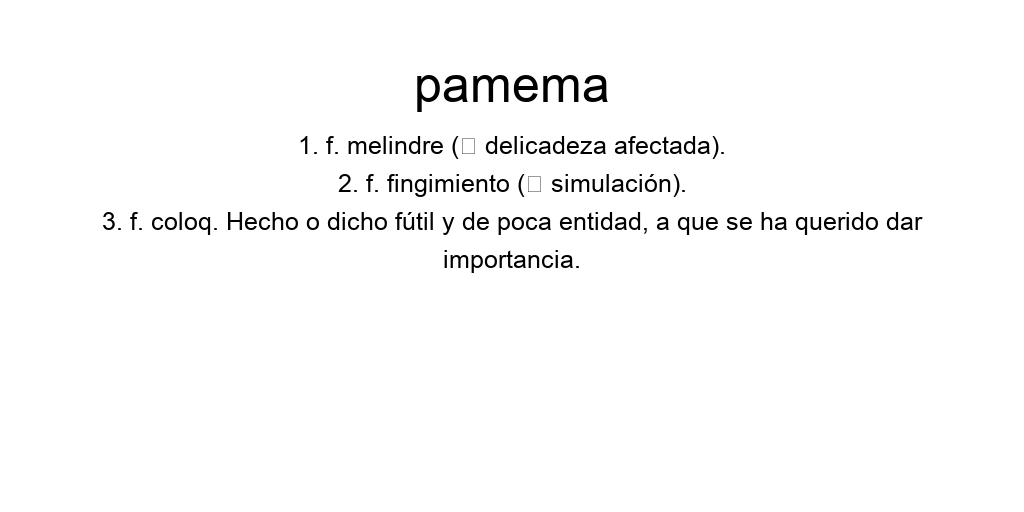 pamema
1. f. melindre (□ delicadeza afectada).
2. f. fingimiento (□ simulación).
3. f. coloq. Hecho o dicho fútil y de poca entidad, a que se ha querido dar
importancia.